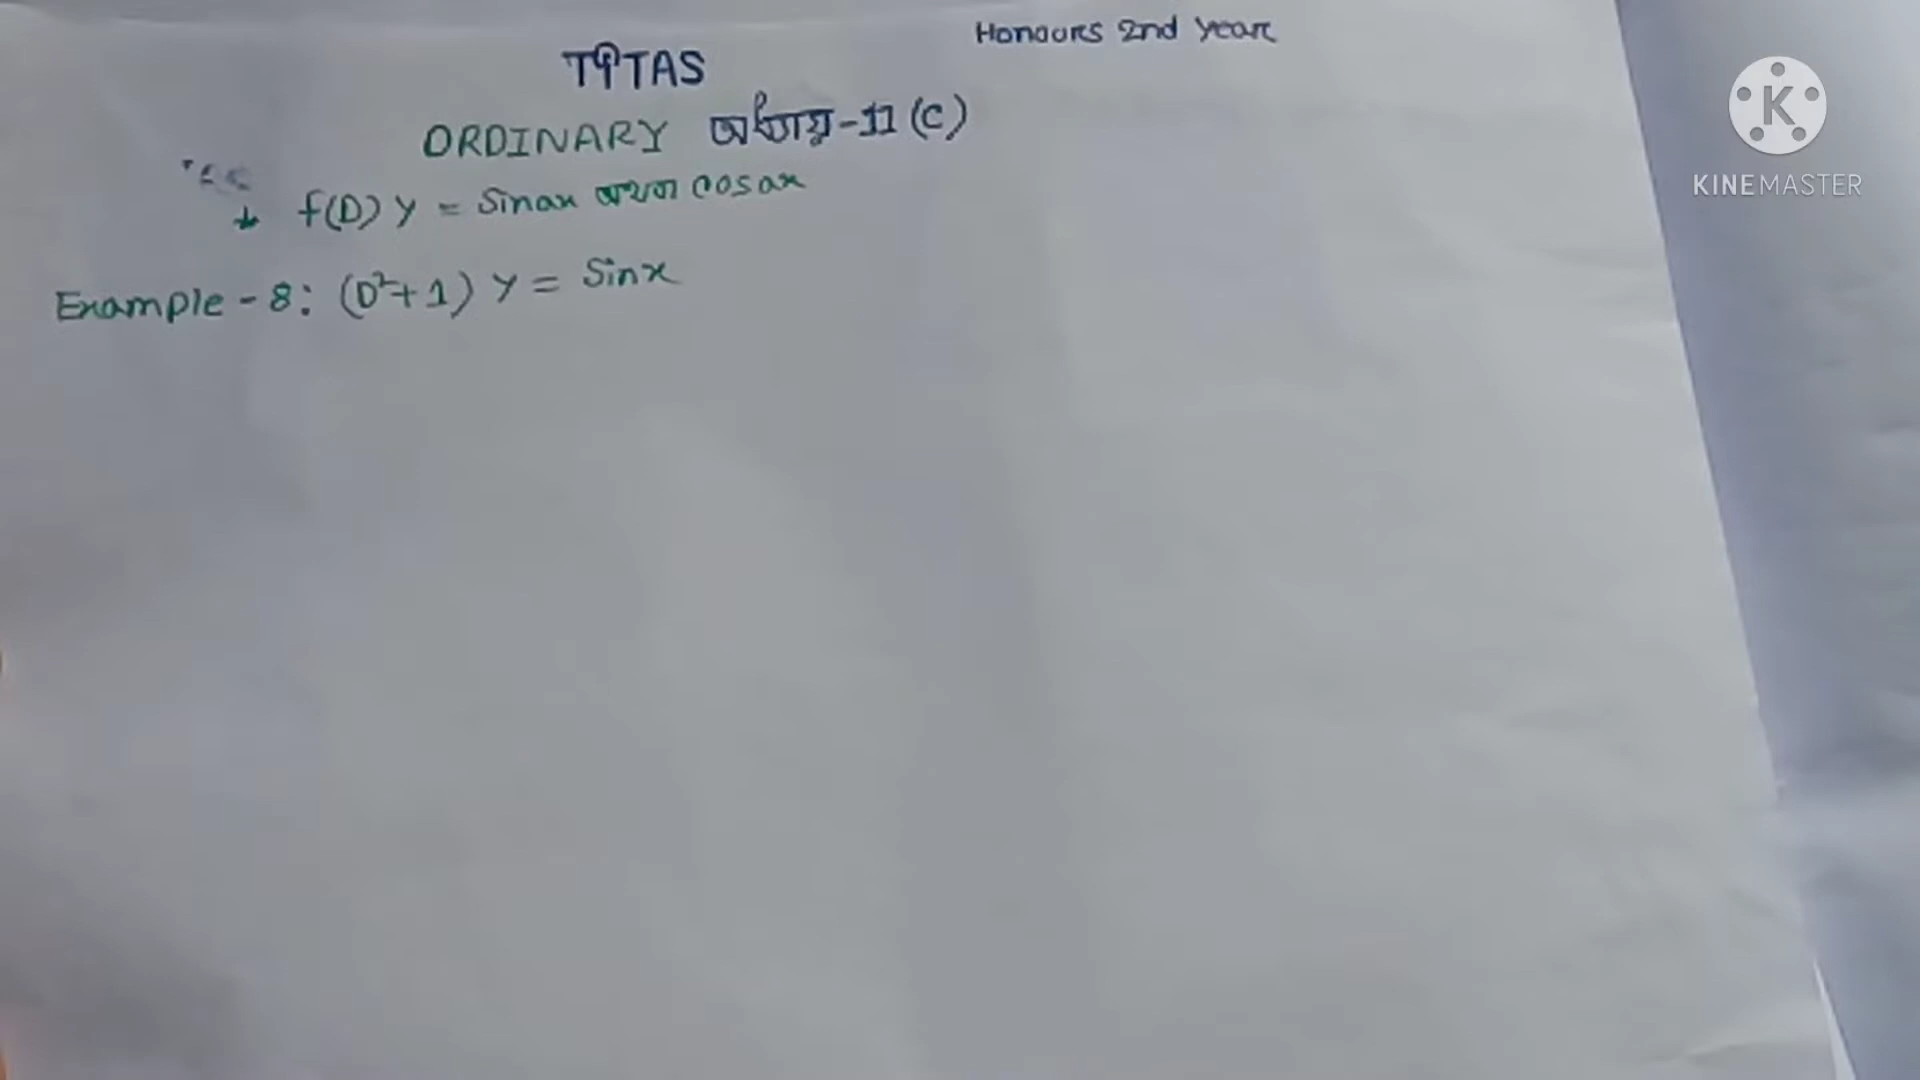 Honours 2nd Year
TITAS
ORDINARY অধ্যায়-11 (C)
f(D) y = Sinax অথবা cosax
Example - 8: (D²+1) y = Sinx
KINEMASTER